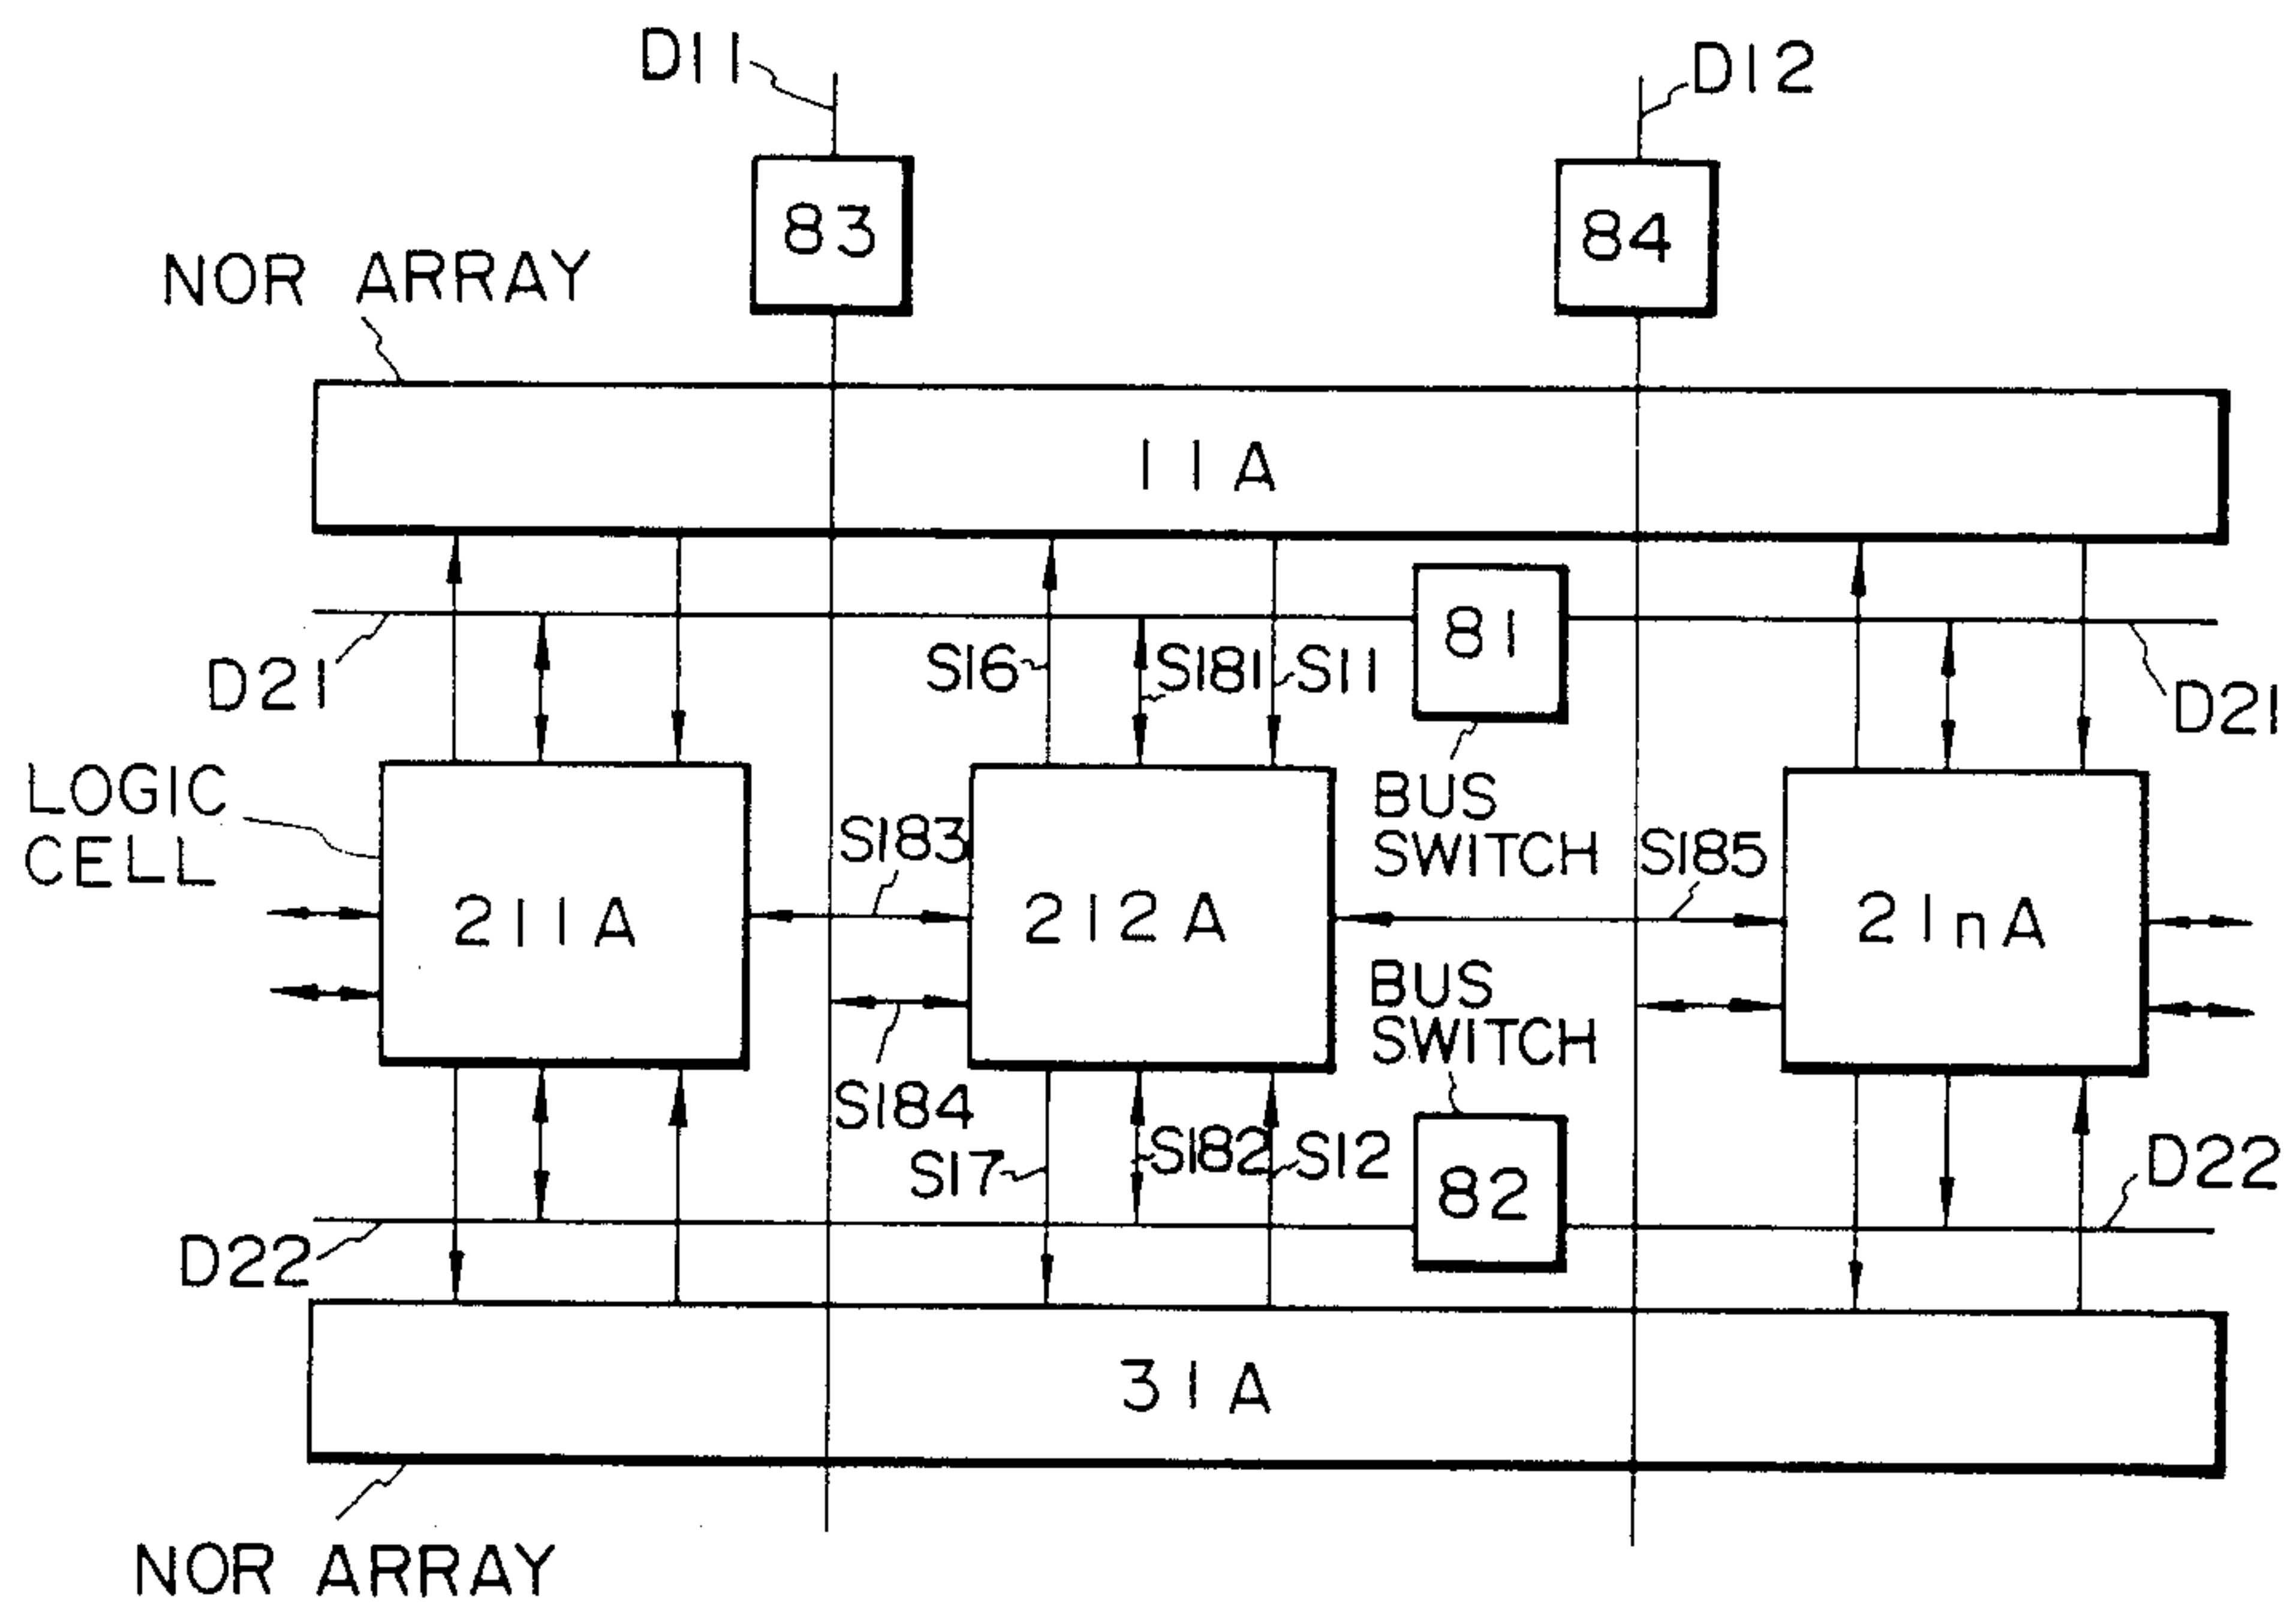 D11
D12
83
84
NOR ARRAY
11A
81
D21
S16
S181
S11
D21
LOGIC
CELL
BUS
SWITCH
S183
S185
211A
212A
21nA
BUS
SWITCH
S184
S17
S182
S12
82
D22
D22
31A
NOR ARRAY